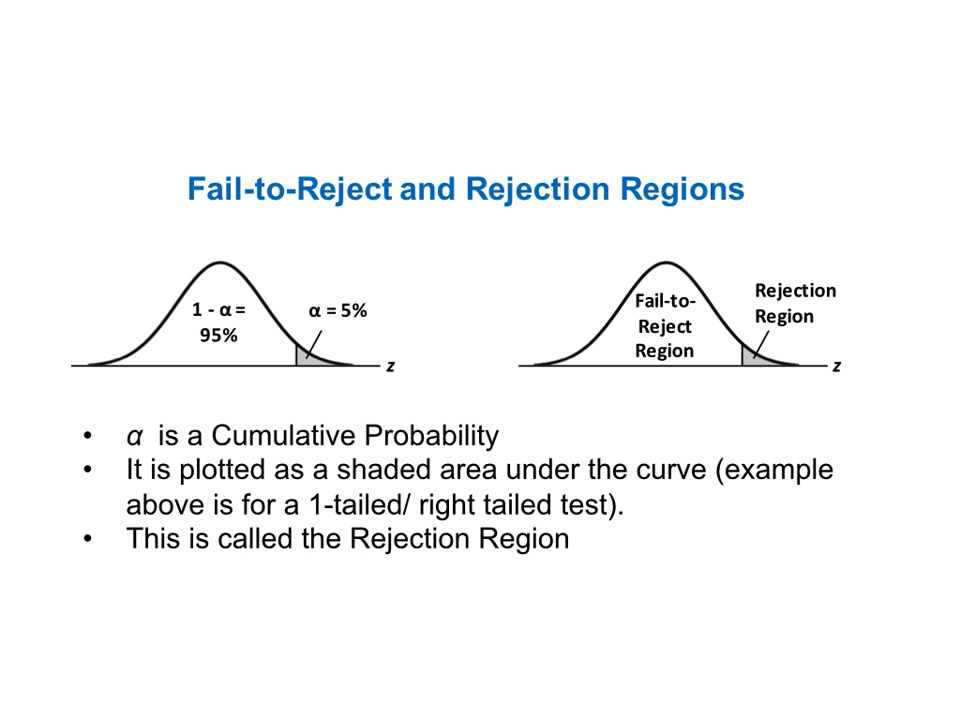 Fail-to-Reject and Rejection Regions
1 - α =
95%
α = 5%
z
Fail-to-
Reject
Region
Rejection
Region
z
• α is a Cumulative Probability
• It is plotted as a shaded area under the curve (example
above is for a 1-tailed/ right tailed test).
• This is called the Rejection Region